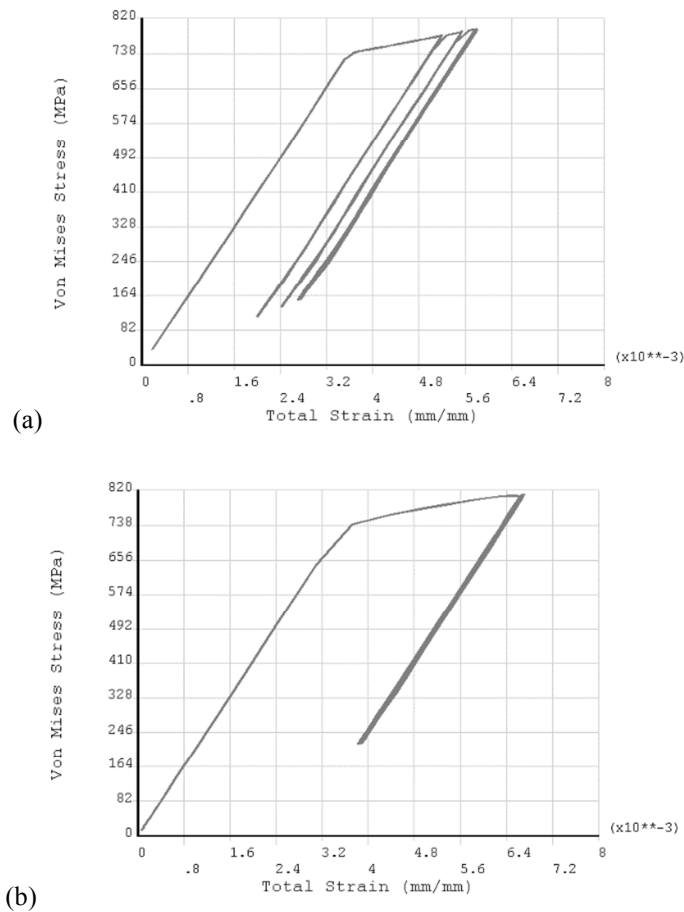 820
738
656
574
492
410
328
246
164
82
0
Von Mises Stress (MPa)
(x10**-3)
0 1.6 3.2 4.8 6.4 8
.8 2.4 4 5.6 7.2
Total Strain (mm/mm)
(a)
820
738
656
574
492
410
328
246
164
82
0
Von Mises Stress (MPa)
(x10**-3)
0 1.6 3.2 4.8 6.4 8
.8 2.4 4 5.6 7.2
Total Strain (mm/mm)
(b)